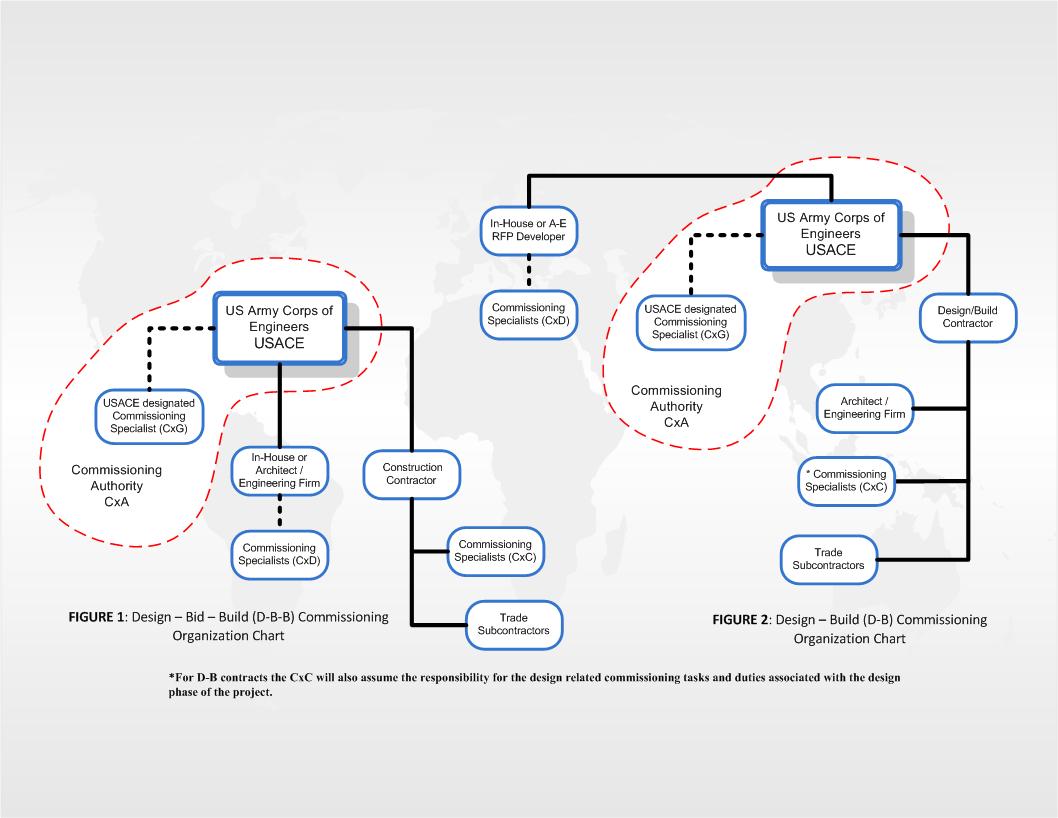 US Army Corps of
Engineers
USACE
USACE designated
Commissioning
Specialist (CxG)
Commissioning
Authority
CxA
In-House or
Architect /
Engineering Firm
Commissioning
Specialists (CxD)
Construction
Contractor
Commissioning
Specialists (CxC)
Trade
Subcontractors
FIGURE 1: Design – Bid – Build (D-B-B) Commissioning
Organization Chart
In-House or A-E
RFP Developer
Commissioning
Specialists (CxD)
US Army Corps of
Engineers
USACE
USACE designated
Commissioning
Specialist (CxG)
Commissioning
Authority
CxA
Design/Build
Contractor
Architect /
Engineering Firm
* Commissioning
Specialists (CxC)
Trade
Subcontractors
FIGURE 2: Design – Build (D-B) Commissioning
Organization Chart
*For D-B contracts the CxC will also assume the responsibility for the design related commissioning tasks and duties associated with the design
phase of the project.